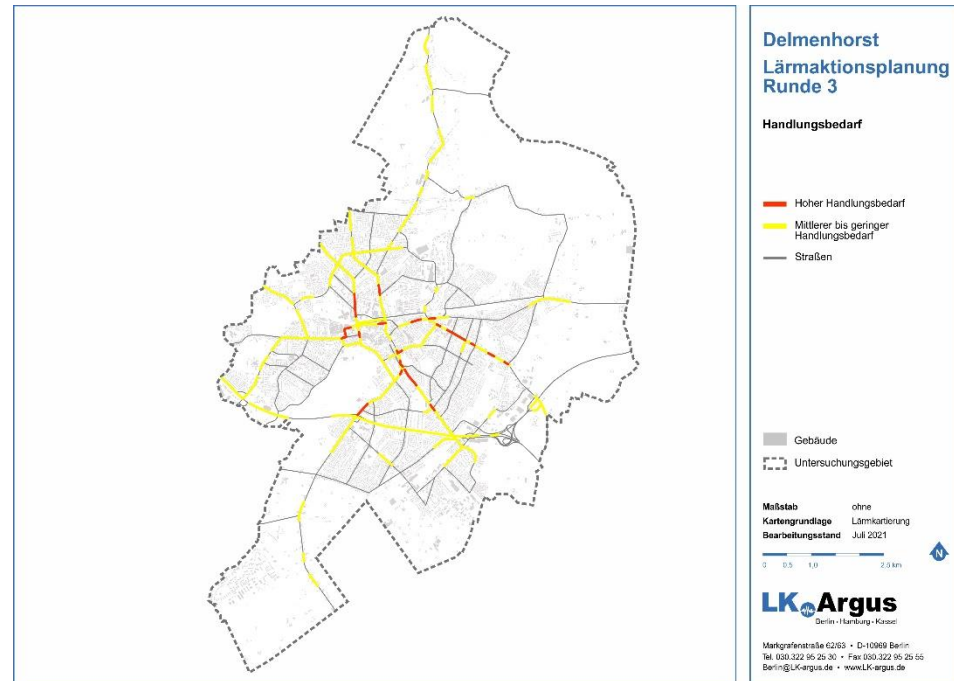 Delmenhorst
Lärmaktionsplanung
Runde 3
Handlungsbedarf
Hoher Handlungsbedarf
Mittlerer bis geringer
Handlungsbedarf
Straßen
Gebäude
Untersuchungsgebiet
Maßstab ohne
Kartengrundlage Lärmkartierung
Bearbeitungsstand Juli 2021
0 0,5 1,0 2,0 km
N
LK Argus
Berlin • Hamburg • Kassel
Markgrafenstraße 62/63 • D-10969 Berlin
Tel. 030.322 95 25 30 • Fax 030.322 95 25 55
Berlin@LK-argus.de • www.LK-argus.de